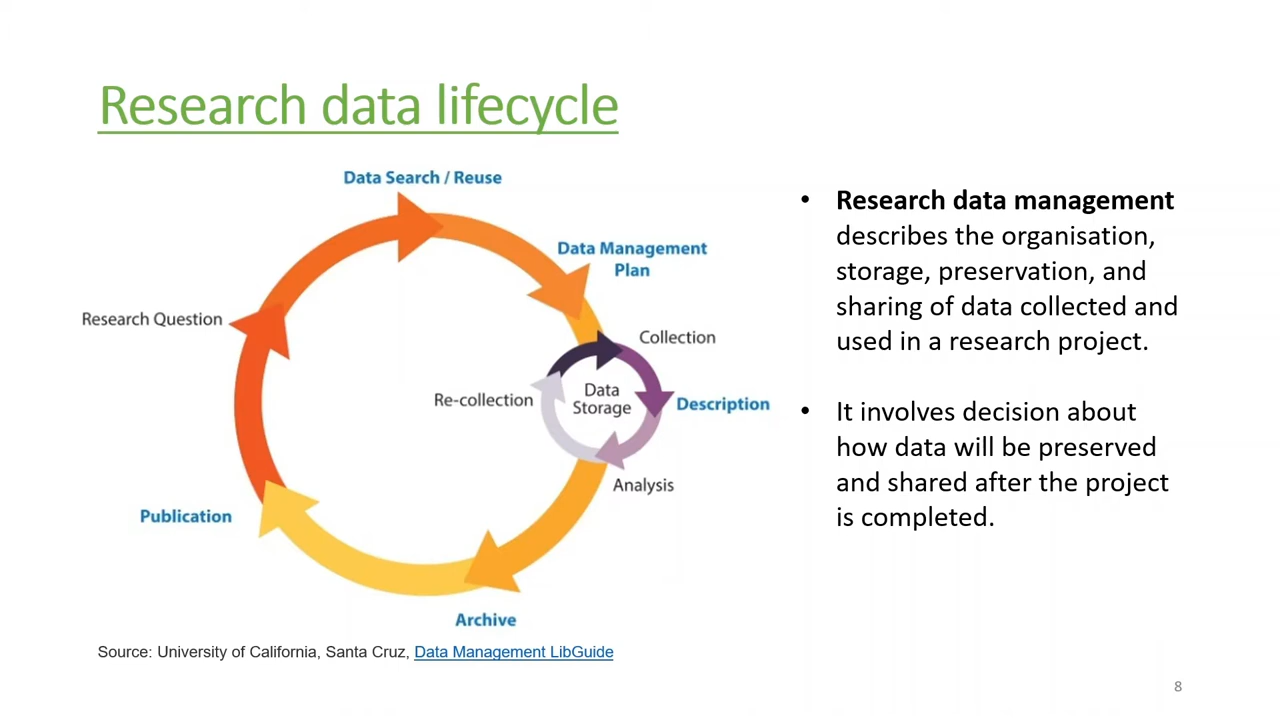 Research data lifecycle
Data Search / Reuse
Data Management
Plan
Research Question
Collection
Data
Storage
Re-collection
Description
Analysis
Publication
Archive
Source: University of California, Santa Cruz, Data Management LibGuide
• Research data management
describes the organisation,
storage, preservation, and
sharing of data collected and
used in a research project.
• It involves decision about
how data will be preserved
and shared after the project
is completed.
8